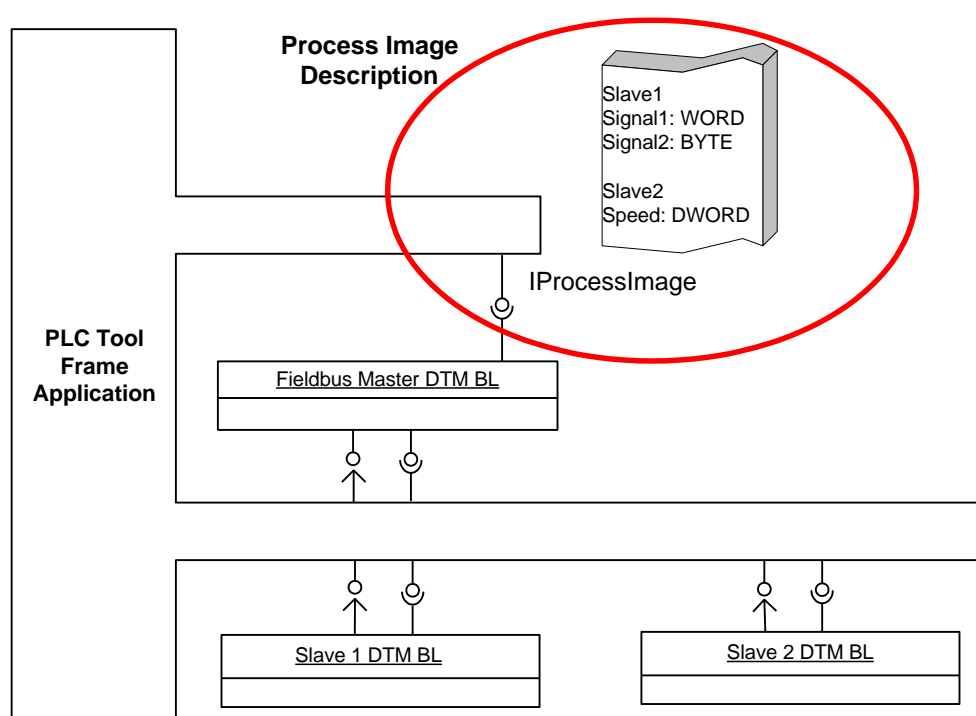 Process Image
Description
Slave1
Signal1: WORD
Signal2: BYTE
Slave2
Speed: DWORD
IProcessImage
PLC Tool
Frame
Application
Fieldbus Master DTM BL
Slave 1 DTM BL
Slave 2 DTM BL